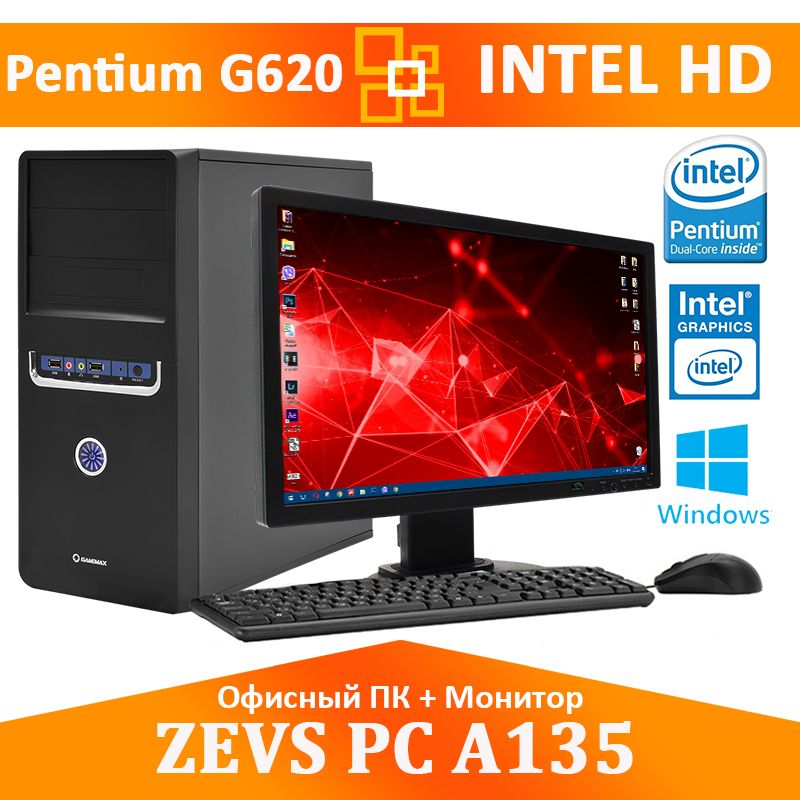 Pentium G620
INTEL HD
intel®
Pentium®
Dual-Core inside™
Intel®
GRAPHICS
intel
Windows
GAMEMAX
Офисный ПК + Монитор
ZEVS PC A135